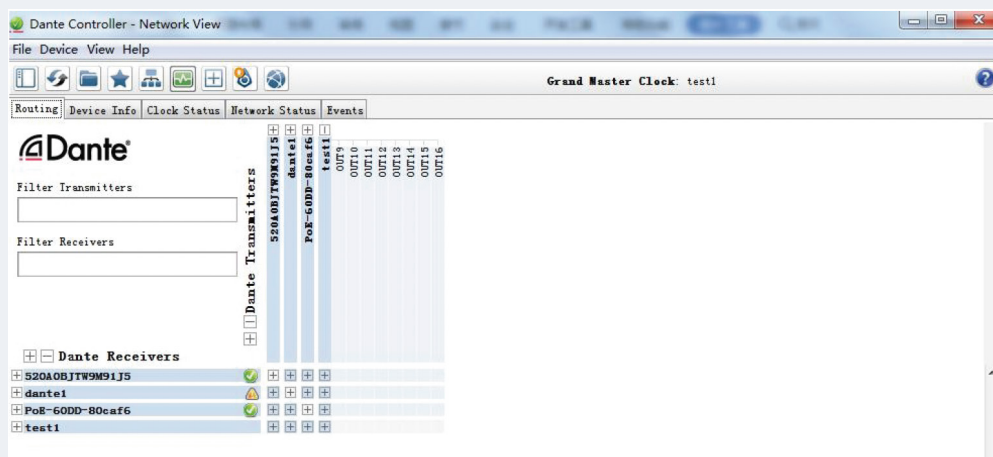 Dante Controller - Network View
File Device View Help
Grand Master Clock: test1
Routing Device Info Clock Status Network Status Events
Dante®
Filter Transmitters
Filter Receivers
Dante Transmitters
520A0BJTW9M91J5
dante1
PoE-60DD-80caf6
test1
OUT9
OUT10
OUT11
OUT12
OUT13
OUT14
OUT15
OUT16
Dante Receivers
520A0BJTW9M91J5
dante1
PoE-60DD-80caf6
test1